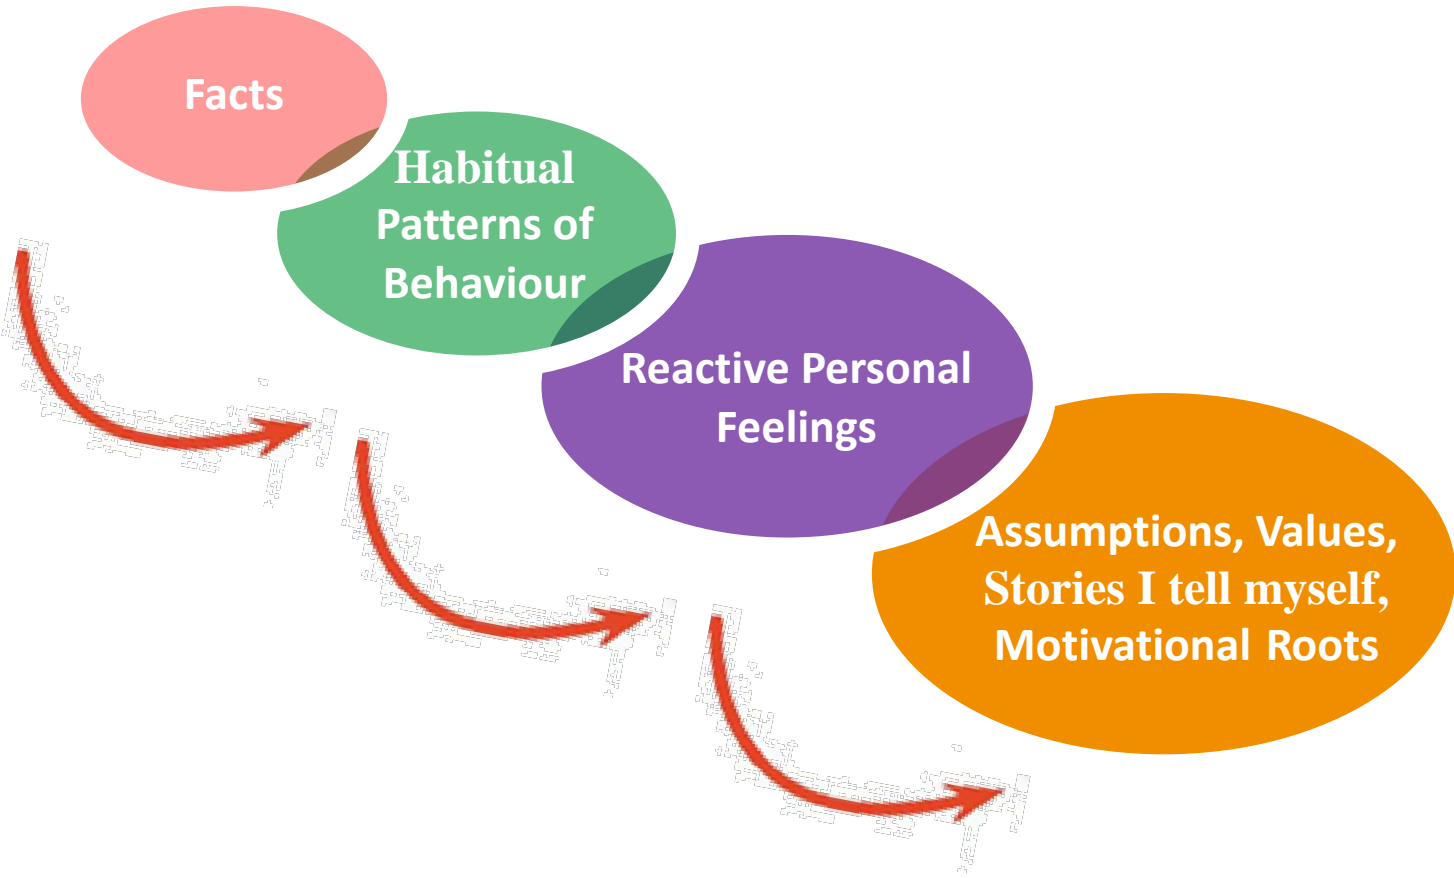 Facts
Habitual
Patterns of
Behaviour
Reactive Personal
Feelings
Assumptions, Values,
Stories I tell myself,
Motivational Roots